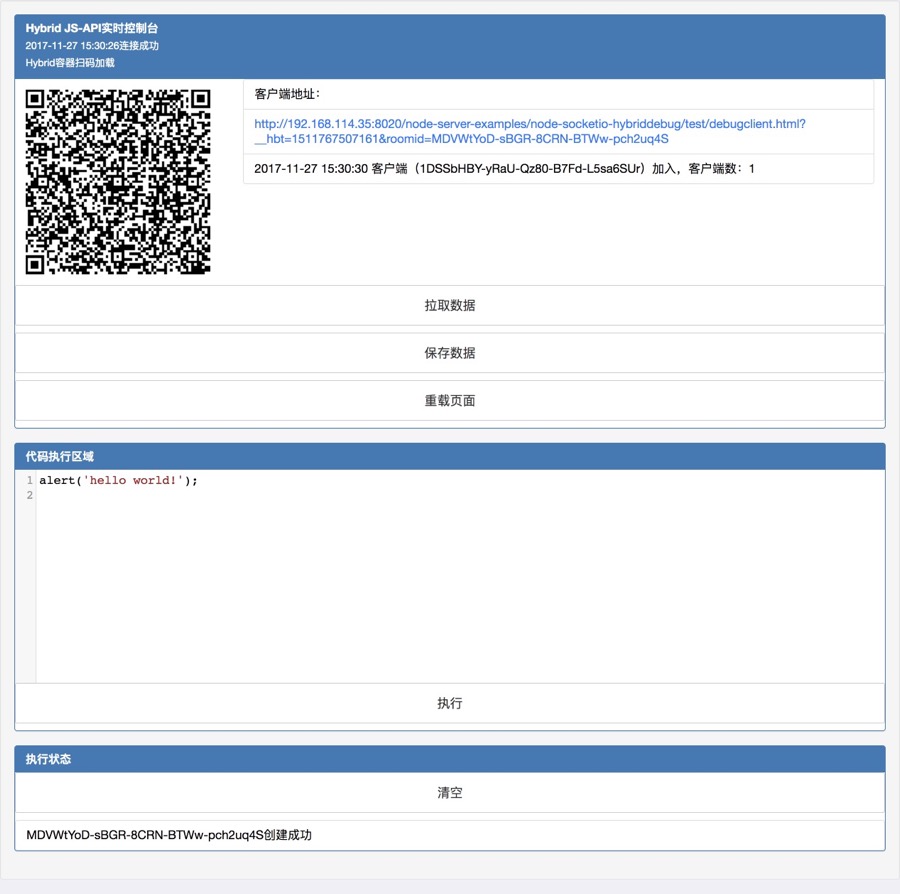 Hybrid JS-API实时控制台
2017-11-27 15:30:26连接成功
Hybrid容器扫码加载
客户端地址：
http://192.168.114.35:8020/node-server-examples/node-socketio-hybriddebug/test/debugclient.html?
__hbt=1511767507161&roomid=MDVWtYoD-sBGR-8CRN-BTWw-pch2uq4S
2017-11-27 15:30:30 客户端（1DSSbHBY-yRaU-Qz80-B7Fd-L5sa6SUr）加入，客户端数：1
拉取数据
保存数据
重载页面
代码执行区域
1 alert('hello world!');
2
执行
执行状态
清空
MDVWtYoD-sBGR-8CRN-BTWw-pch2uq4S创建成功